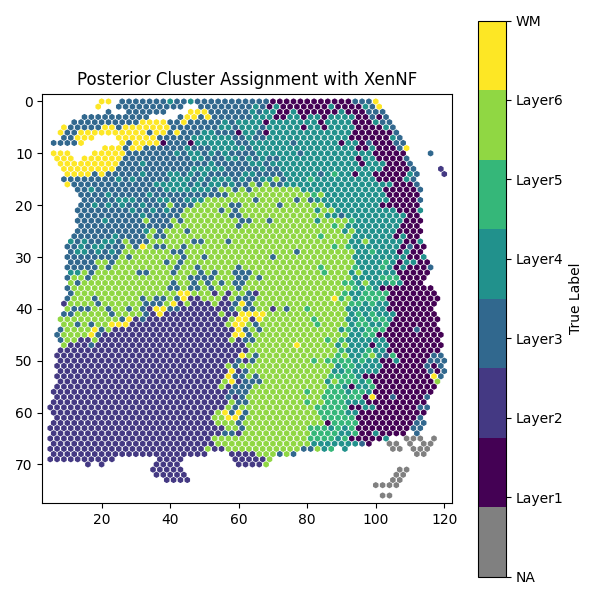 Posterior Cluster Assignment with XenNF
0
10
20
30
40
50
60
70
20
40
60
80
100
120
WM
Layer6
Layer5
Layer4
Layer3
Layer2
Layer1
NA
True Label